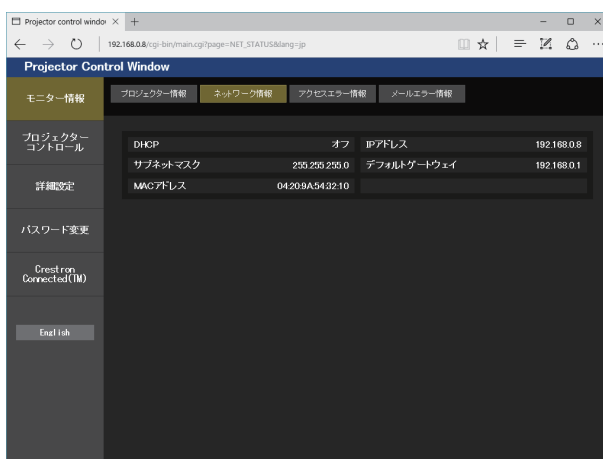 Projector control windo
192.168.0.8/cgi-bin/main.cgi?page=NET_STATUS&lang=jp
Projector Control Window
モニター情報
プロジェクター情報 ネットワーク情報 アクセスエラー情報 メールエラー情報
プロジェクター
コントロール
詳細設定
パスワード変更
Crestron
Connected(TM)
English
DHCP オフ IPアドレス 192.168.0.8
サブネットマスク 255.255.255.0 デフォルトゲートウェイ 192.168.0.1
MACアドレス 04:20:9A:54:32:10